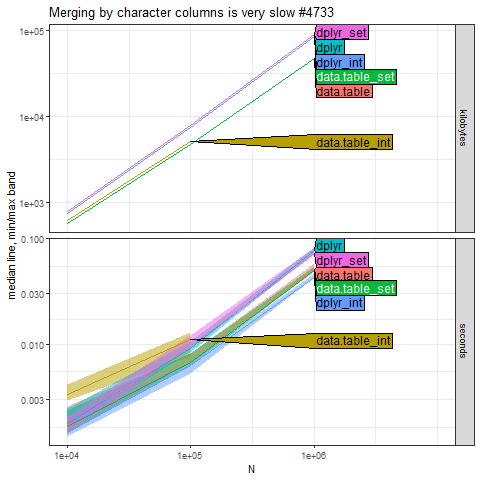 Merging by character columns is very slow #4733
1e+05
1e+04
1e+03
dplyr_set
dplyr
dplyr_int
data.table_set
data.table
data.table_int
kilobytes
median line, min/max band
0.100
0.030
0.010
0.003
dplyr
dplyr_set
data.table
data.table_set
dplyr_int
data.table_int
seconds
1e+04
1e+05
1e+06
N